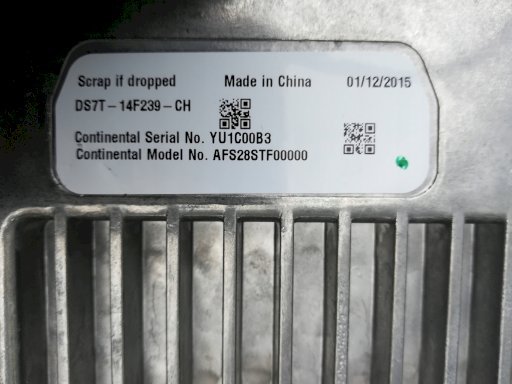 Scrap if dropped Made in China 01/12/2015
DS7T-14F239-CH
Continental Serial No. YU1C00B3
Continental Model No. AFS28STF00000